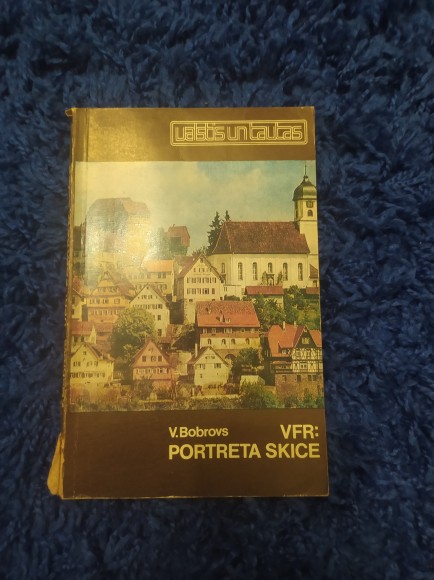 valstis un tautas
V.Bobrovs
VFR:
PORTRETA SKICE